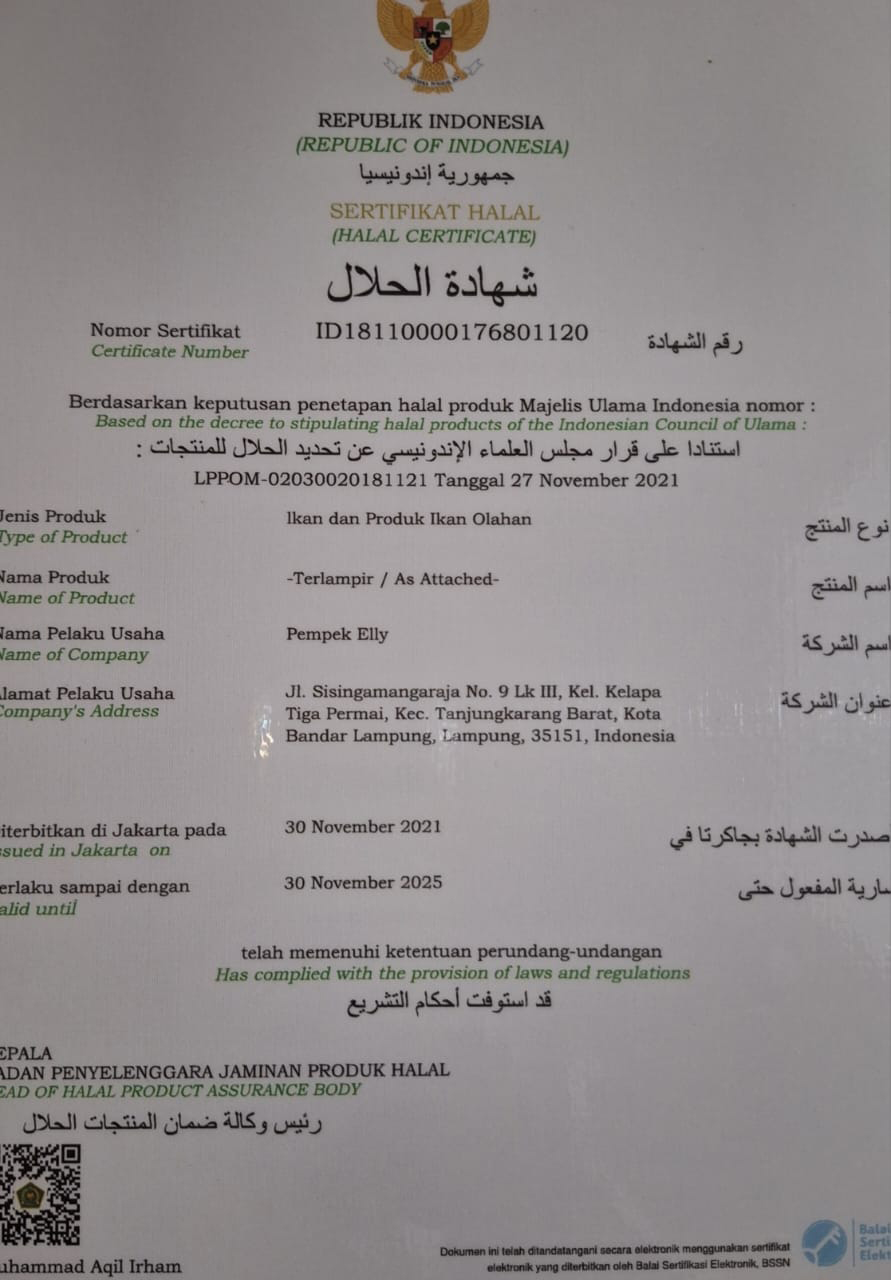 REPUBLIK INDONESIA
(REPUBLIC OF INDONESIA)
جمهورية إندونيسيا
SERTIFIKAT HALAL
(HALAL CERTIFICATE)
شهادة الحلال
Nomor Sertifikat ID18110000176801120 رقم الشهادة
Certificate Number
Berdasarkan keputusan penetapan halal produk Majelis Ulama Indonesia nomor :
Based on the decree to stipulating halal products of the Indonesian Council of Ulama :
استنادا على قرار مجلس العلماء الإندونيسي عن تحديد الحلال للمنتجات :
LPPOM-02030020181121 Tanggal 27 November 2021
Jenis Produk Ikan dan Produk Ikan Olahan نوع المنتج
Type of Product
Nama Produk -Terlampir / As Attached- اسم المنتج
Name of Product
Nama Pelaku Usaha Pempek Elly اسم الشركة
Name of Company
lamat Pelaku Usaha Jl. Sisingamangaraja No. 9 Lk III, Kel. Kelapa عنوان الشركة
Company's Address Tiga Permai, Kec. Tanjungkarang Barat, Kota
Bandar Lampung, Lampung, 35151, Indonesia
iterbitkan di Jakarta pada 30 November 2021 صدرت الشهادة بجاكرتا في
ssued in Jakarta on
erlaku sampai dengan 30 November 2025 سارية المفعول حتى
alid until
telah memenuhi ketentuan perundang-undangan
Has complied with the provision of laws and regulations
قد استوفت أحكام التشريع
EPALA
ADAN PENYELENGGARA JAMINAN PRODUK HALAL
EAD OF HALAL PRODUCT ASSURANCE BODY
رئيس وكالة ضمان المنتجات الحلال
uhammad Aqil Irham
Dokumen ini telah ditandatangani secara elektronik menggunakan sertifikat
elektronik yang diterbitkan oleh Balai Sertifikasi Elektronik, BSSN
Balai
Serti
Elekt